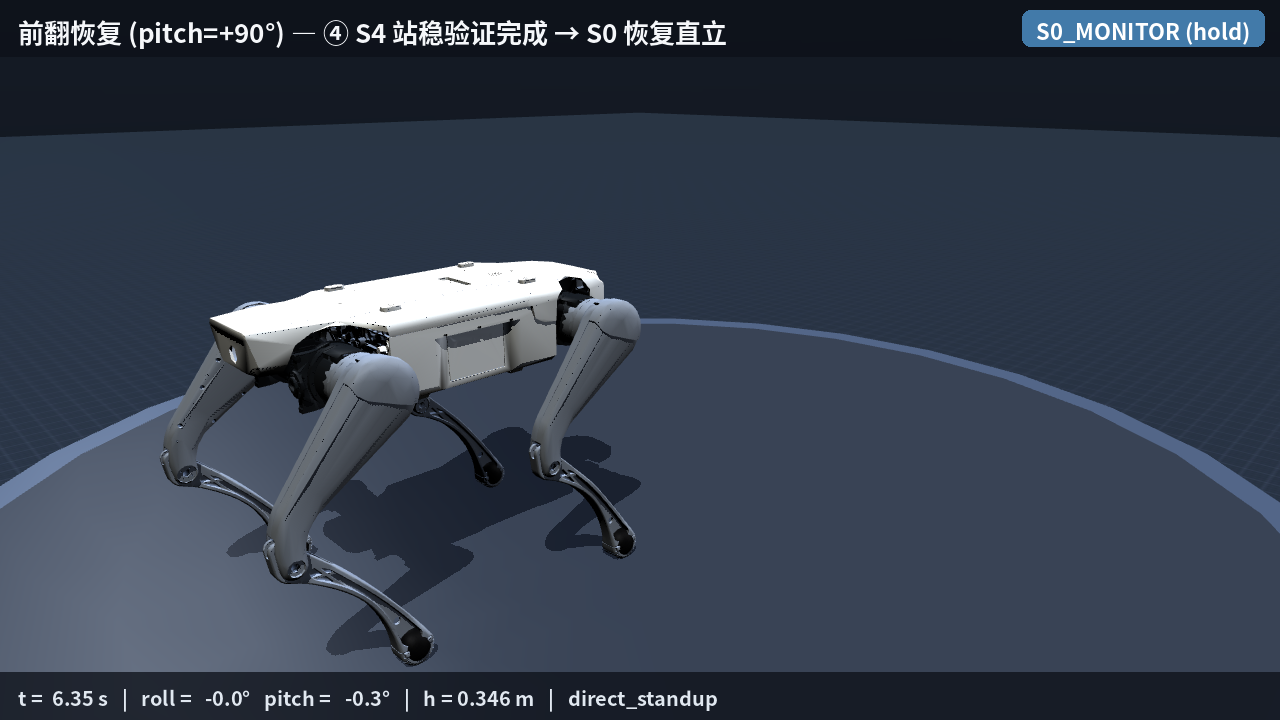 前翻恢复 (pitch=+90°) — ④ S4 站稳验证完成 → S0 恢复直立
S0_MONITOR (hold)
t = 6.35 s | roll = -0.0° pitch = -0.3° | h = 0.346 m | direct_standup